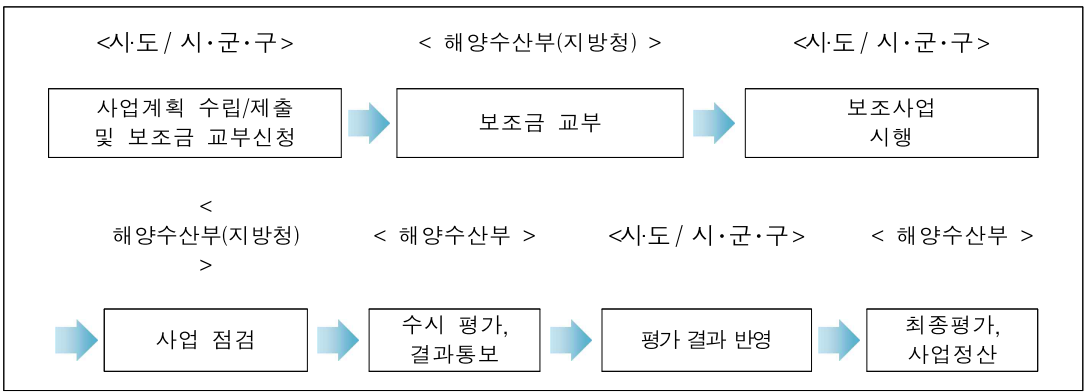 <시·도 / 시·군·구>
< 해양수산부(지방청) >
<시·도 / 시·군·구>
사업계획 수립/제출
및 보조금 교부신청
보조금 교부
보조사업
시행
<
해양수산부(지방청)
>
< 해양수산부 >
<시·도 / 시·군·구>
< 해양수산부 >
사업 점검
수시 평가,
결과통보
평가 결과 반영
최종평가,
사업정산